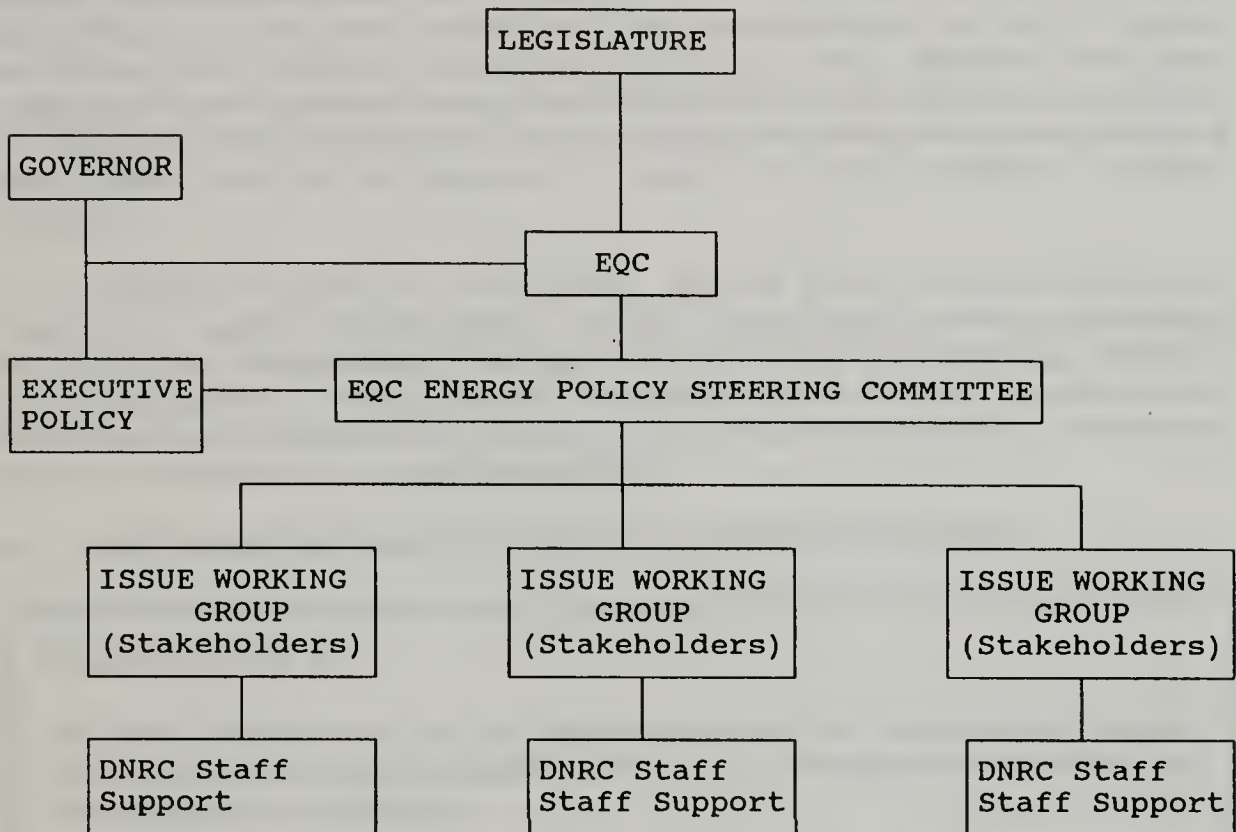 LEGISLATURE
GOVERNOR
EQC
EXECUTIVE
POLICY
EQC ENERGY POLICY STEERING COMMITTEE
ISSUE WORKING
GROUP
(Stakeholders)
ISSUE WORKING
GROUP
(Stakeholders)
ISSUE WORKING
GROUP
(Stakeholders)
DNRC Staff
Support
DNRC Staff
Staff Support
DNRC Staff
Staff Support